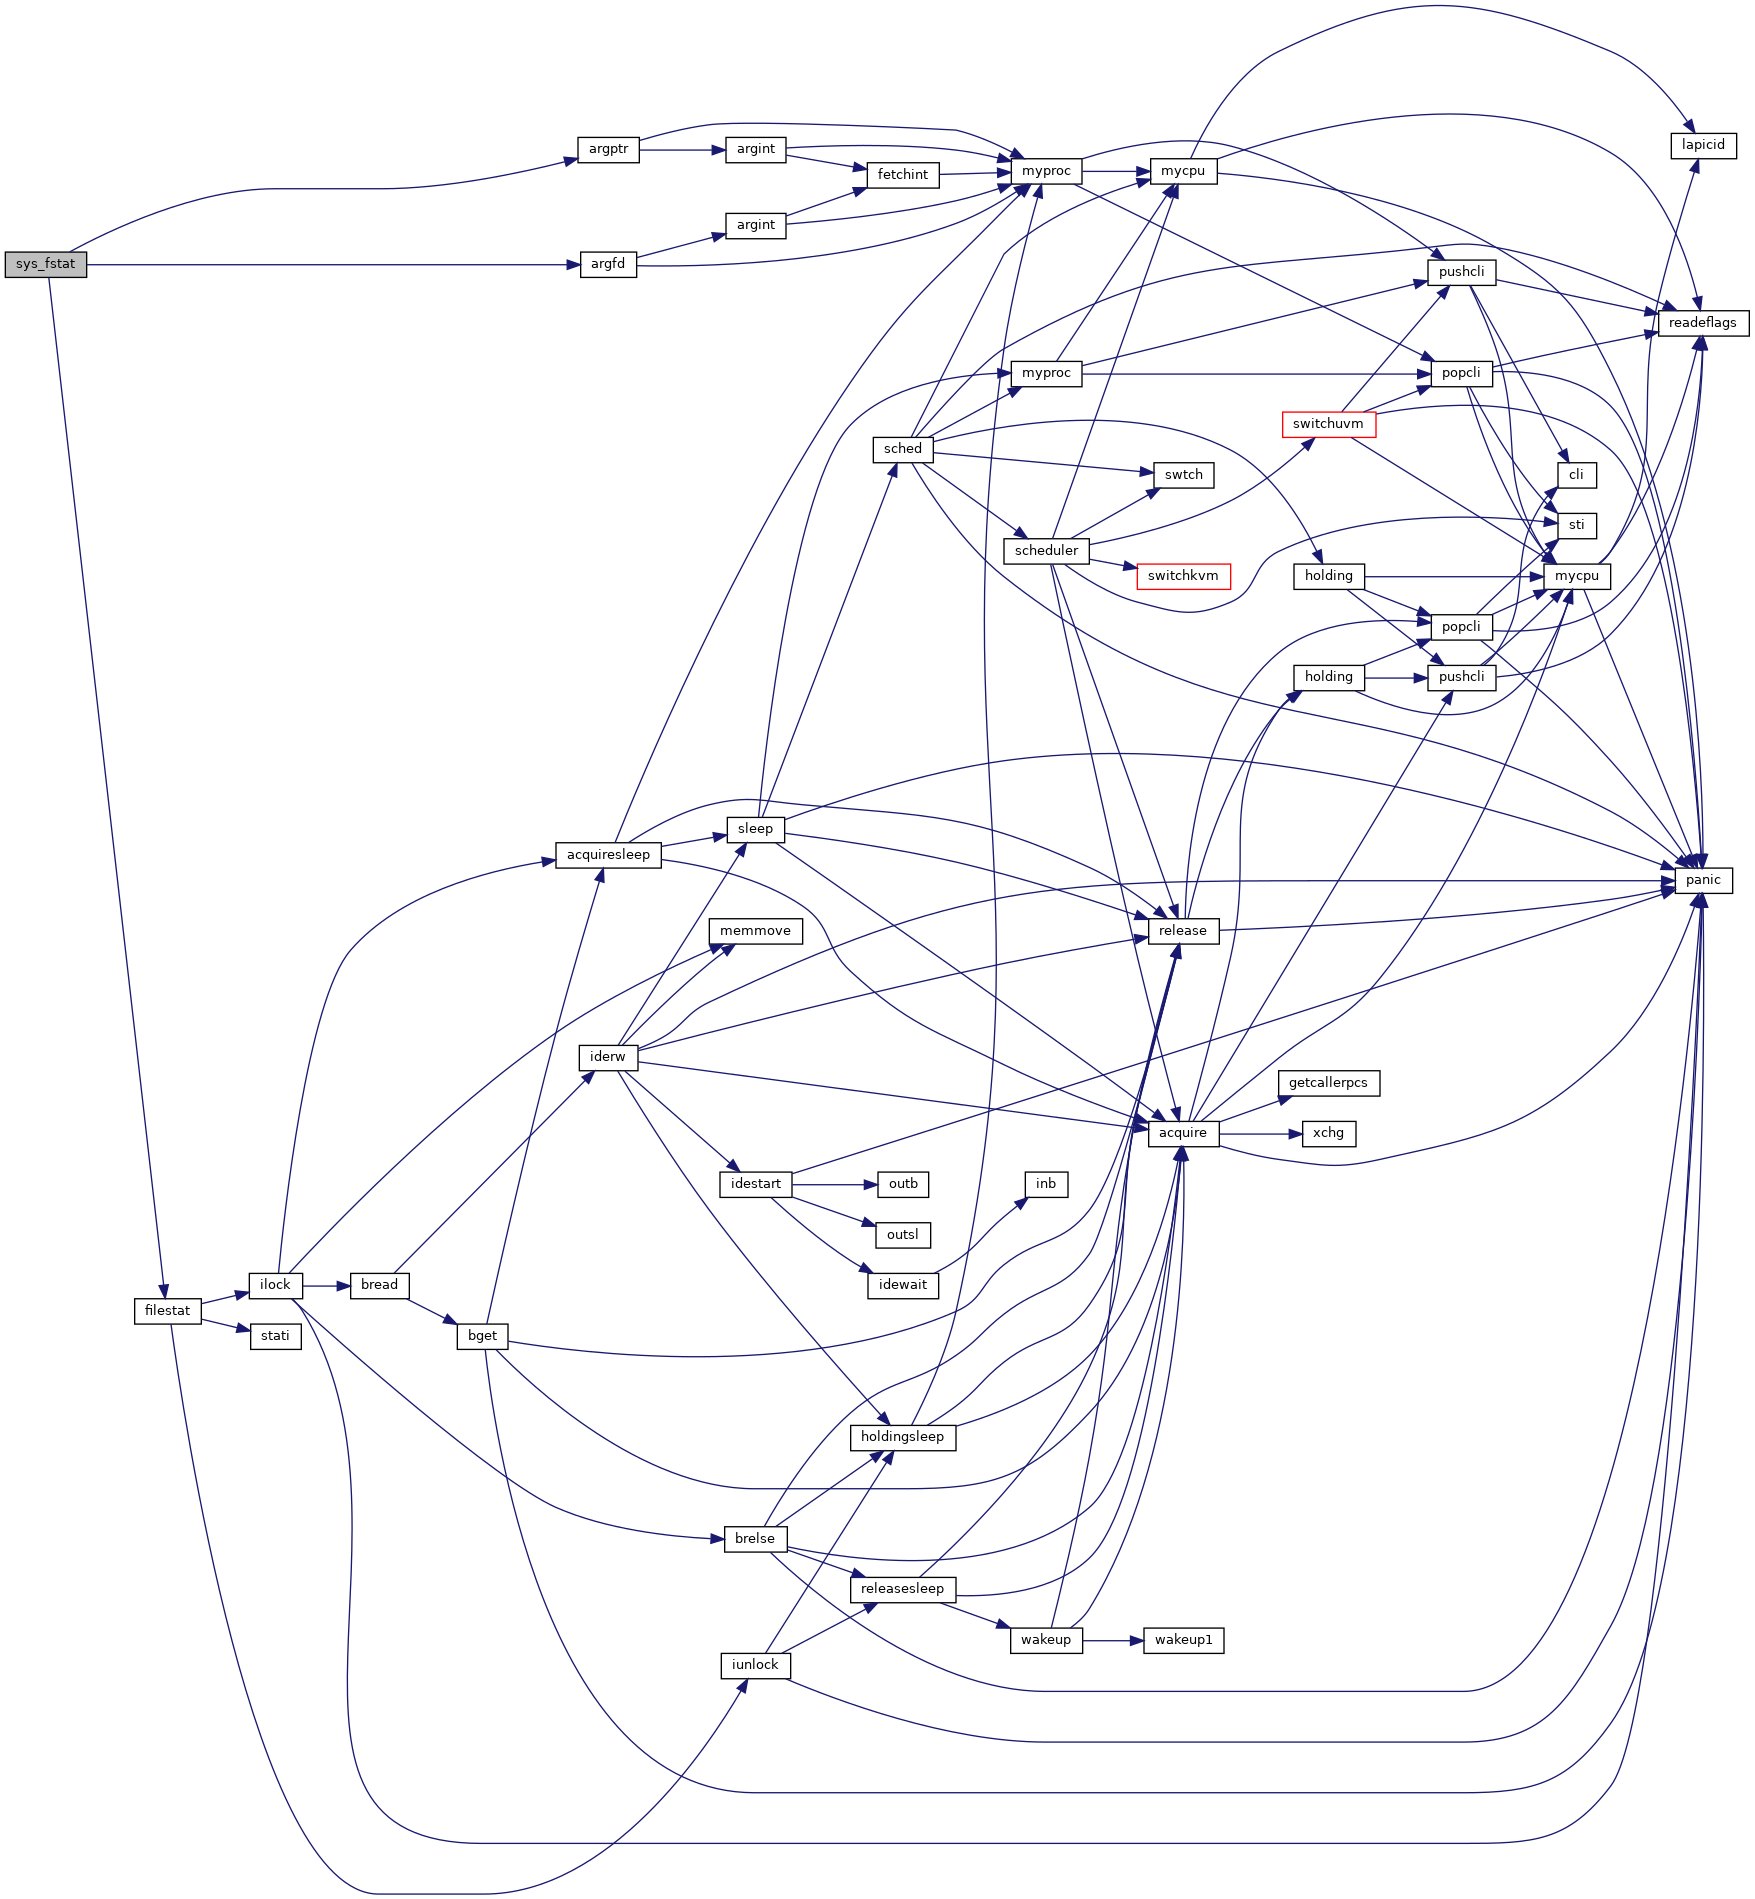 lapicid
argptr
argint
myproc
mycpu
fetchint
argint
sys_fstat
argfd
pushcli
readeflags
myproc
popcli
switchuvm
sched
swtch
cli
sti
scheduler
switchkvm
holding
mycpu
popcli
holding
pushcli
sleep
acquiresleep
panic
memmove
release
iderw
getcallerpcs
acquire
xchg
idestart
outb
inb
outsl
ilock
bread
idewait
filestat
stati
bget
holdingsleep
brelse
releasesleep
wakeup
wakeup1
iunlock